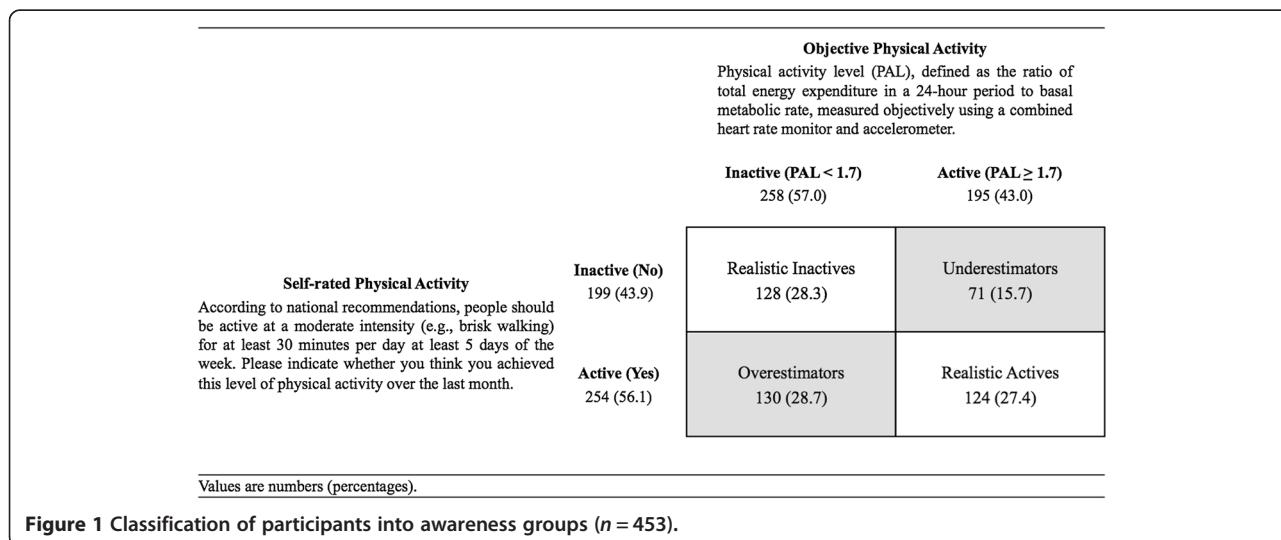 Objective Physical Activity
Physical activity level (PAL), defined as the ratio of
total energy expenditure in a 24-hour period to basal
metabolic rate, measured objectively using a combined
heart rate monitor and accelerometer.
Inactive (PAL < 1.7)
258 (57.0)
Active (PAL ≥ 1.7)
195 (43.0)
Self-rated Physical Activity
According to national recommendations, people should
be active at a moderate intensity (e.g., brisk walking)
for at least 30 minutes per day at least 5 days of the
week. Please indicate whether you think you achieved
this level of physical activity over the last month.
Inactive (No)
199 (43.9)
Realistic Inactives
128 (28.3)
Underestimators
71 (15.7)
Active (Yes)
254 (56.1)
Overestimators
130 (28.7)
Realistic Actives
124 (27.4)
Values are numbers (percentages).
Figure 1 Classification of participants into awareness groups (n = 453).